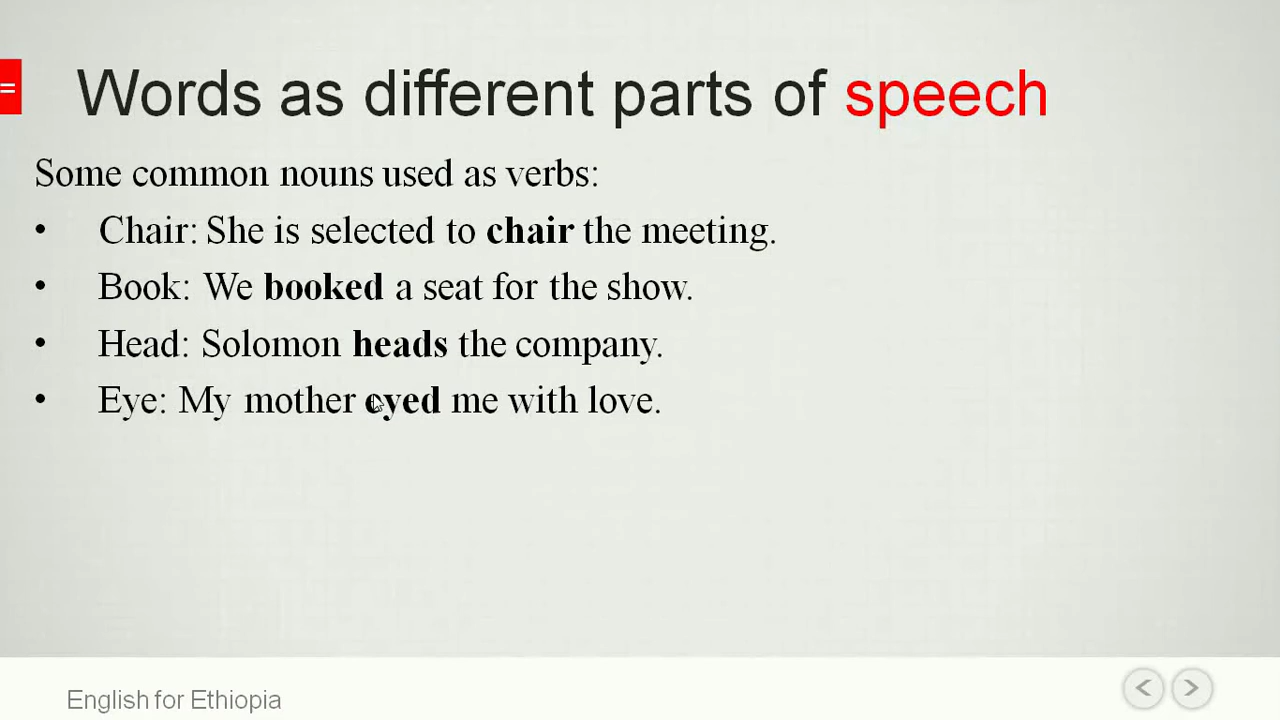 =
Words as different parts of speech
Some common nouns used as verbs:
• Chair: She is selected to chair the meeting.
• Book: We booked a seat for the show.
• Head: Solomon heads the company.
• Eye: My mother eyed me with love.
English for Ethiopia
< >